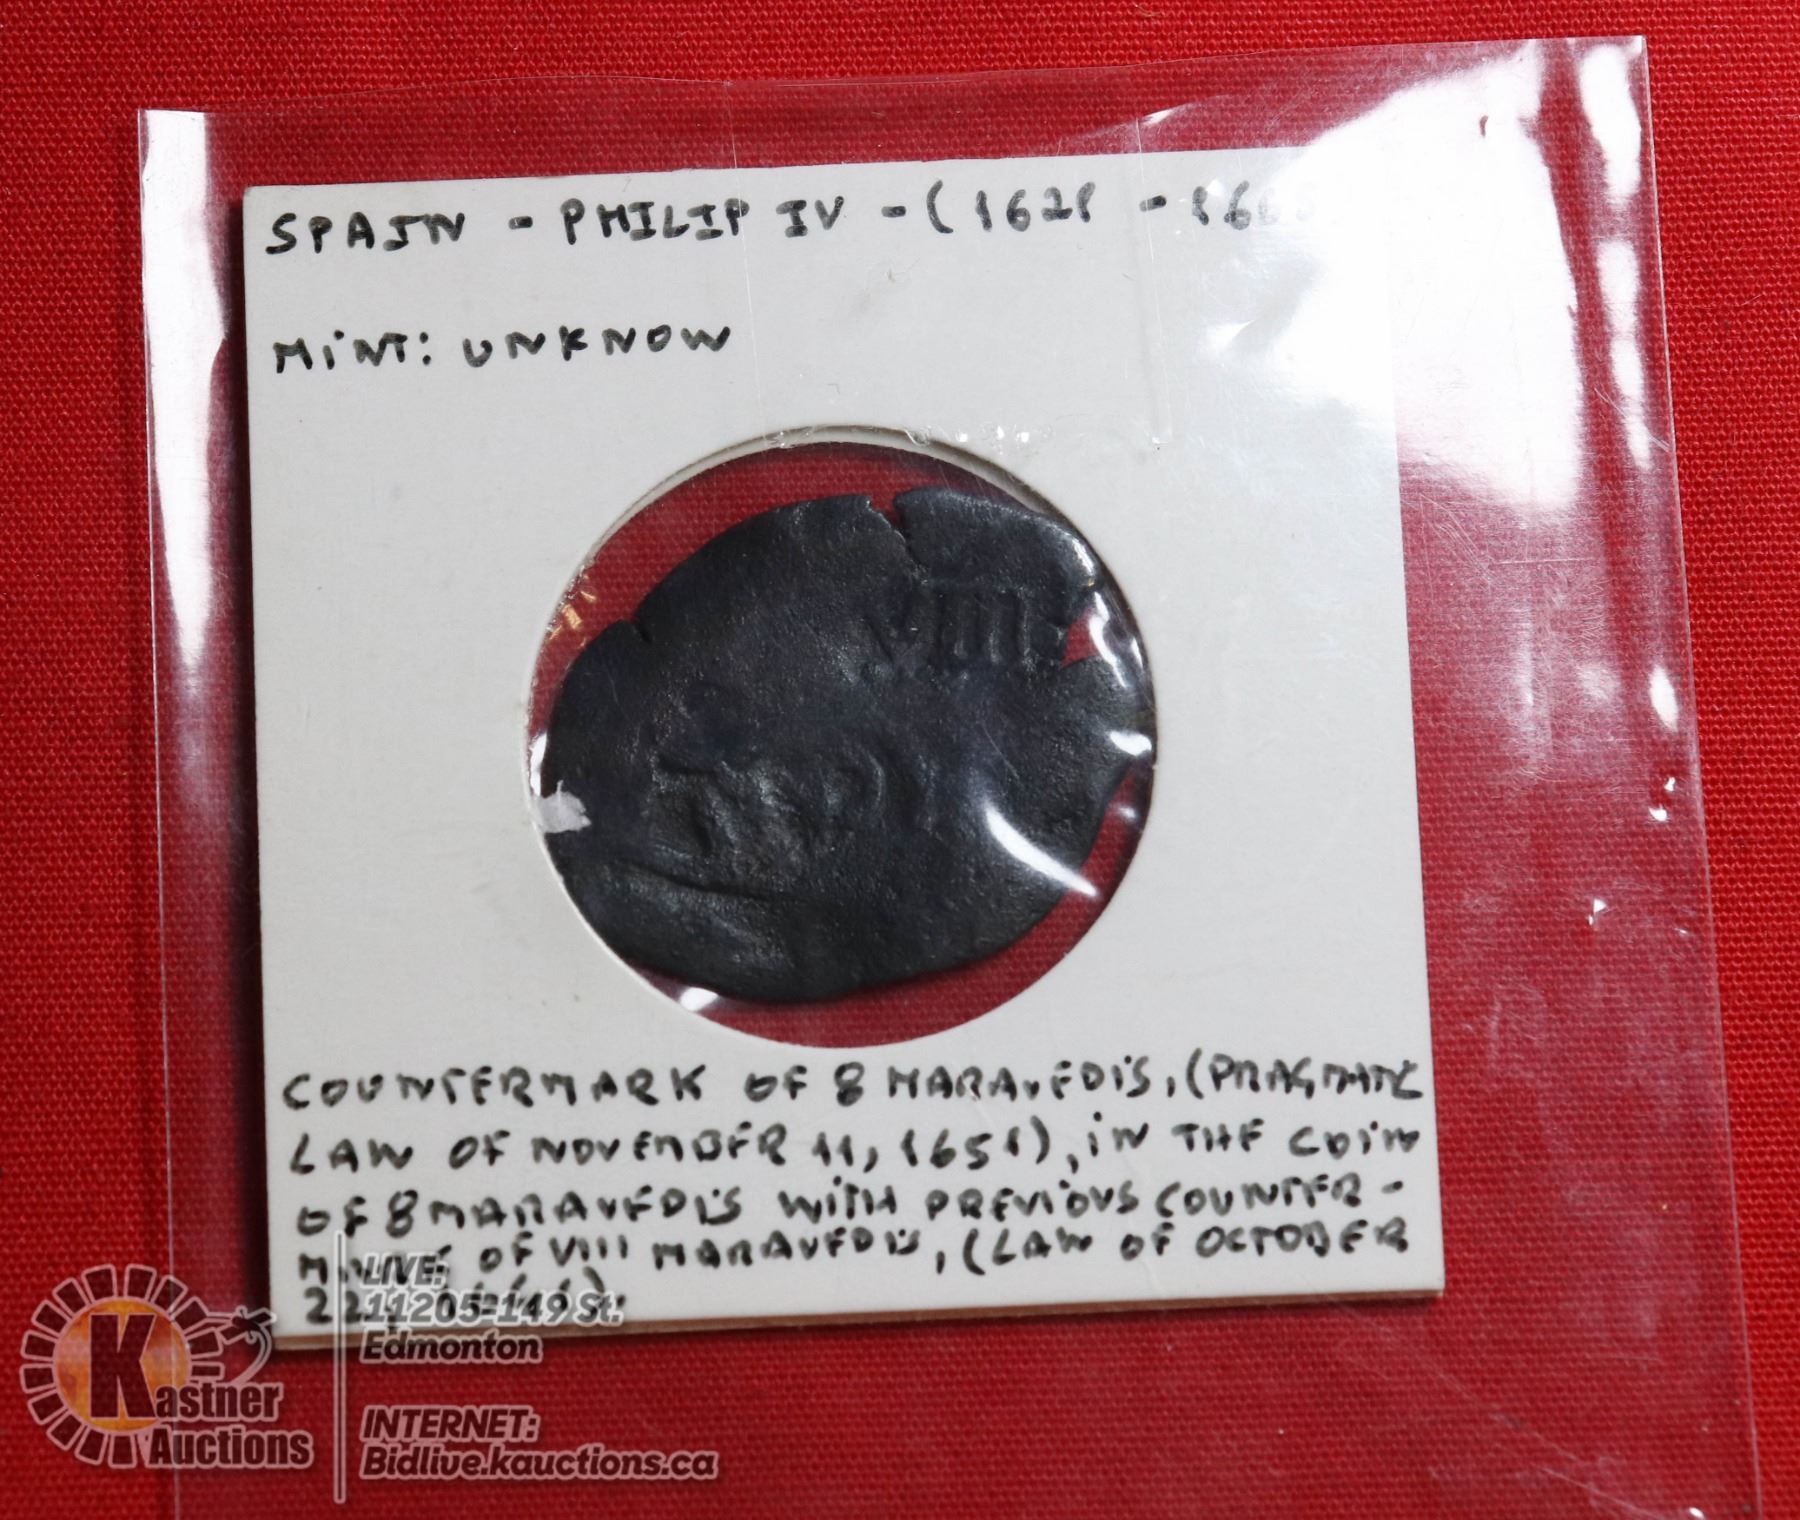 SPAIN - PHILIP IV - (1621 -
MINT: UNKNOW
VIII
COUNTERMARK OF 8 MARAVEDIS, (PRAGMATIC
LAW OF NOVEMBER 11, 1651), IN THE COIN
OF 8 MARAVEDIS WITH PREVIOUS COUNTER-
OF VIII MARAVEDIS, (LAW OF OCTOBER
Kastner
Auctions
LIVE:
11205-149 St.
Edmonton
INTERNET:
Bidlive.kauctions.ca